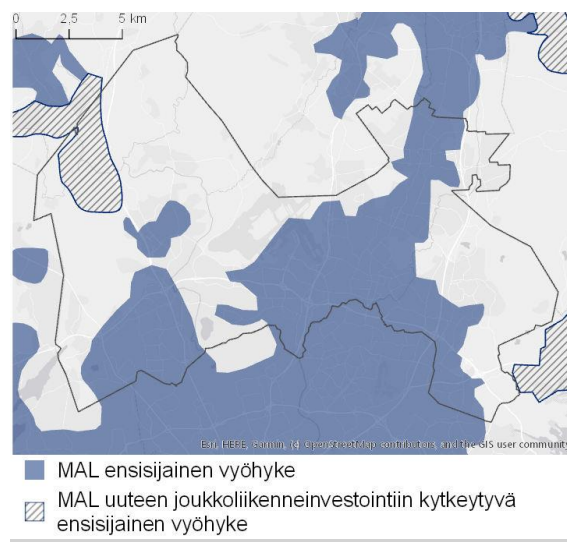 0 2,5 5 km
Esri, HERE, Garmin, (c) OpenStreetMap contributors, and the GIS user community
MAL ensisijainen vyöhyke
MAL uuteen joukkoliikenneinvestointiin kytkeytyvä
ensisijainen vyöhyke